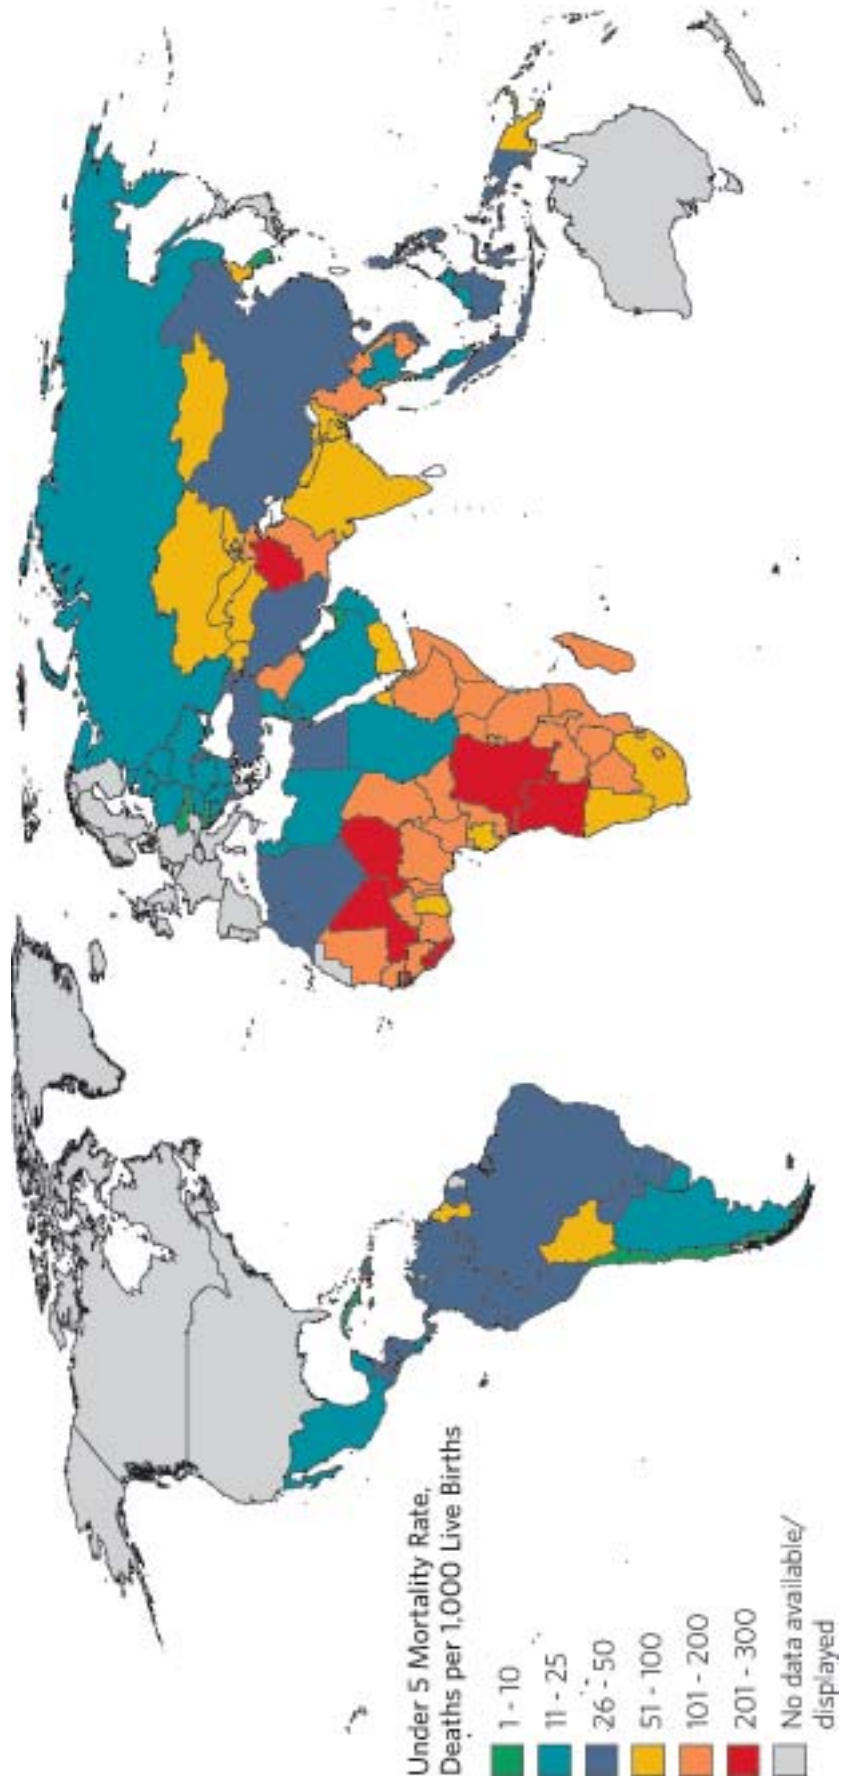 Under 5 Mortality Rate,
Deaths per 1,000 Live Births
1 - 10
11 - 25
26 - 50
51 - 100
101 - 200
201 - 300
No data available/
displayed